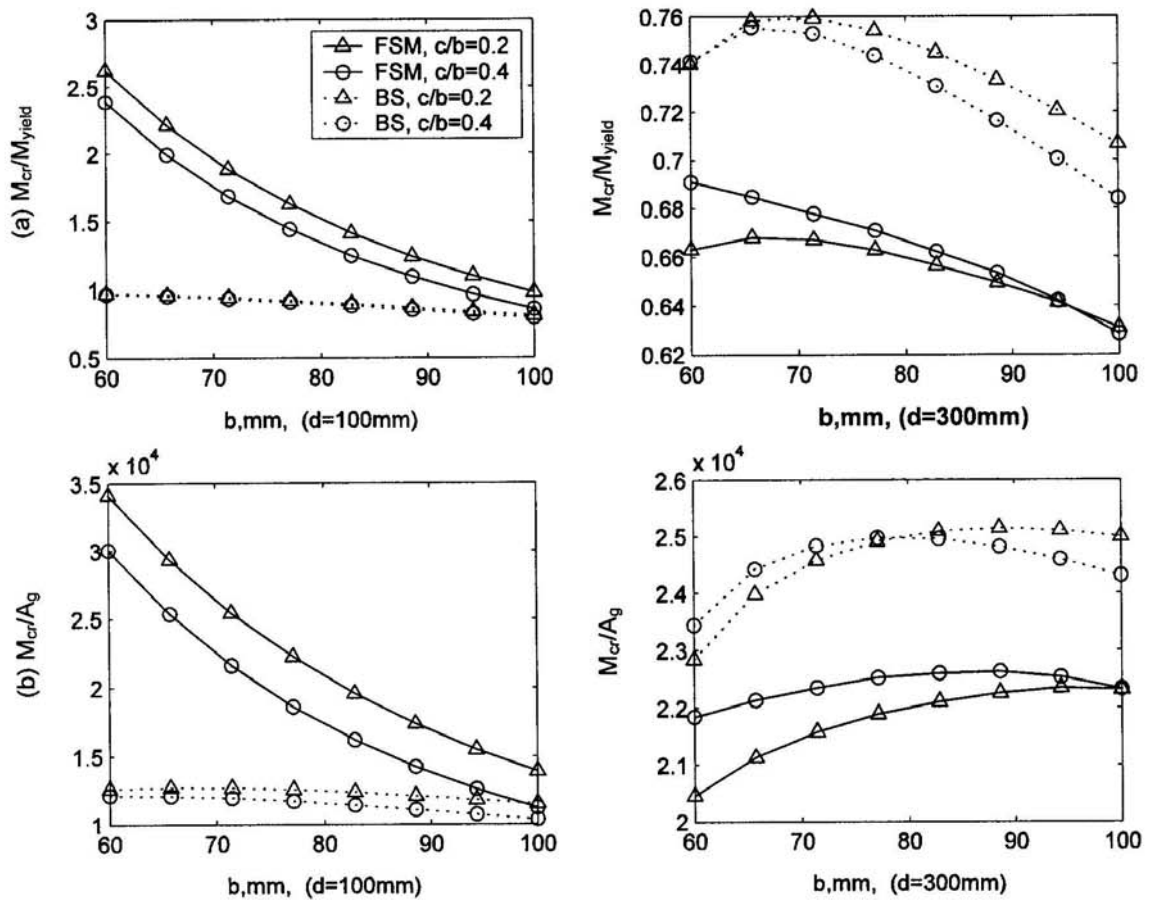 3
2.5
2
1.5
1
0.5
(a) Mcr/Myield
FSM, c/b=0.2
FSM, c/b=0.4
BS, c/b=0.2
BS, c/b=0.4
60 70 80 90 100
b,mm, (d=100mm)
0.76
0.74
0.72
0.7
0.68
0.66
0.64
0.62
Mcr/Myield
60 70 80 90 100
b,mm, (d=300mm)
x 10⁴
3.5
3
2.5
2
1.5
1
(b) Mcr/Ag
60 70 80 90 100
b,mm, (d=100mm)
x 10⁴
2.6
2.5
2.4
2.3
2.2
2.1
2
Mcr/Ag
60 70 80 90 100
b,mm, (d=300mm)